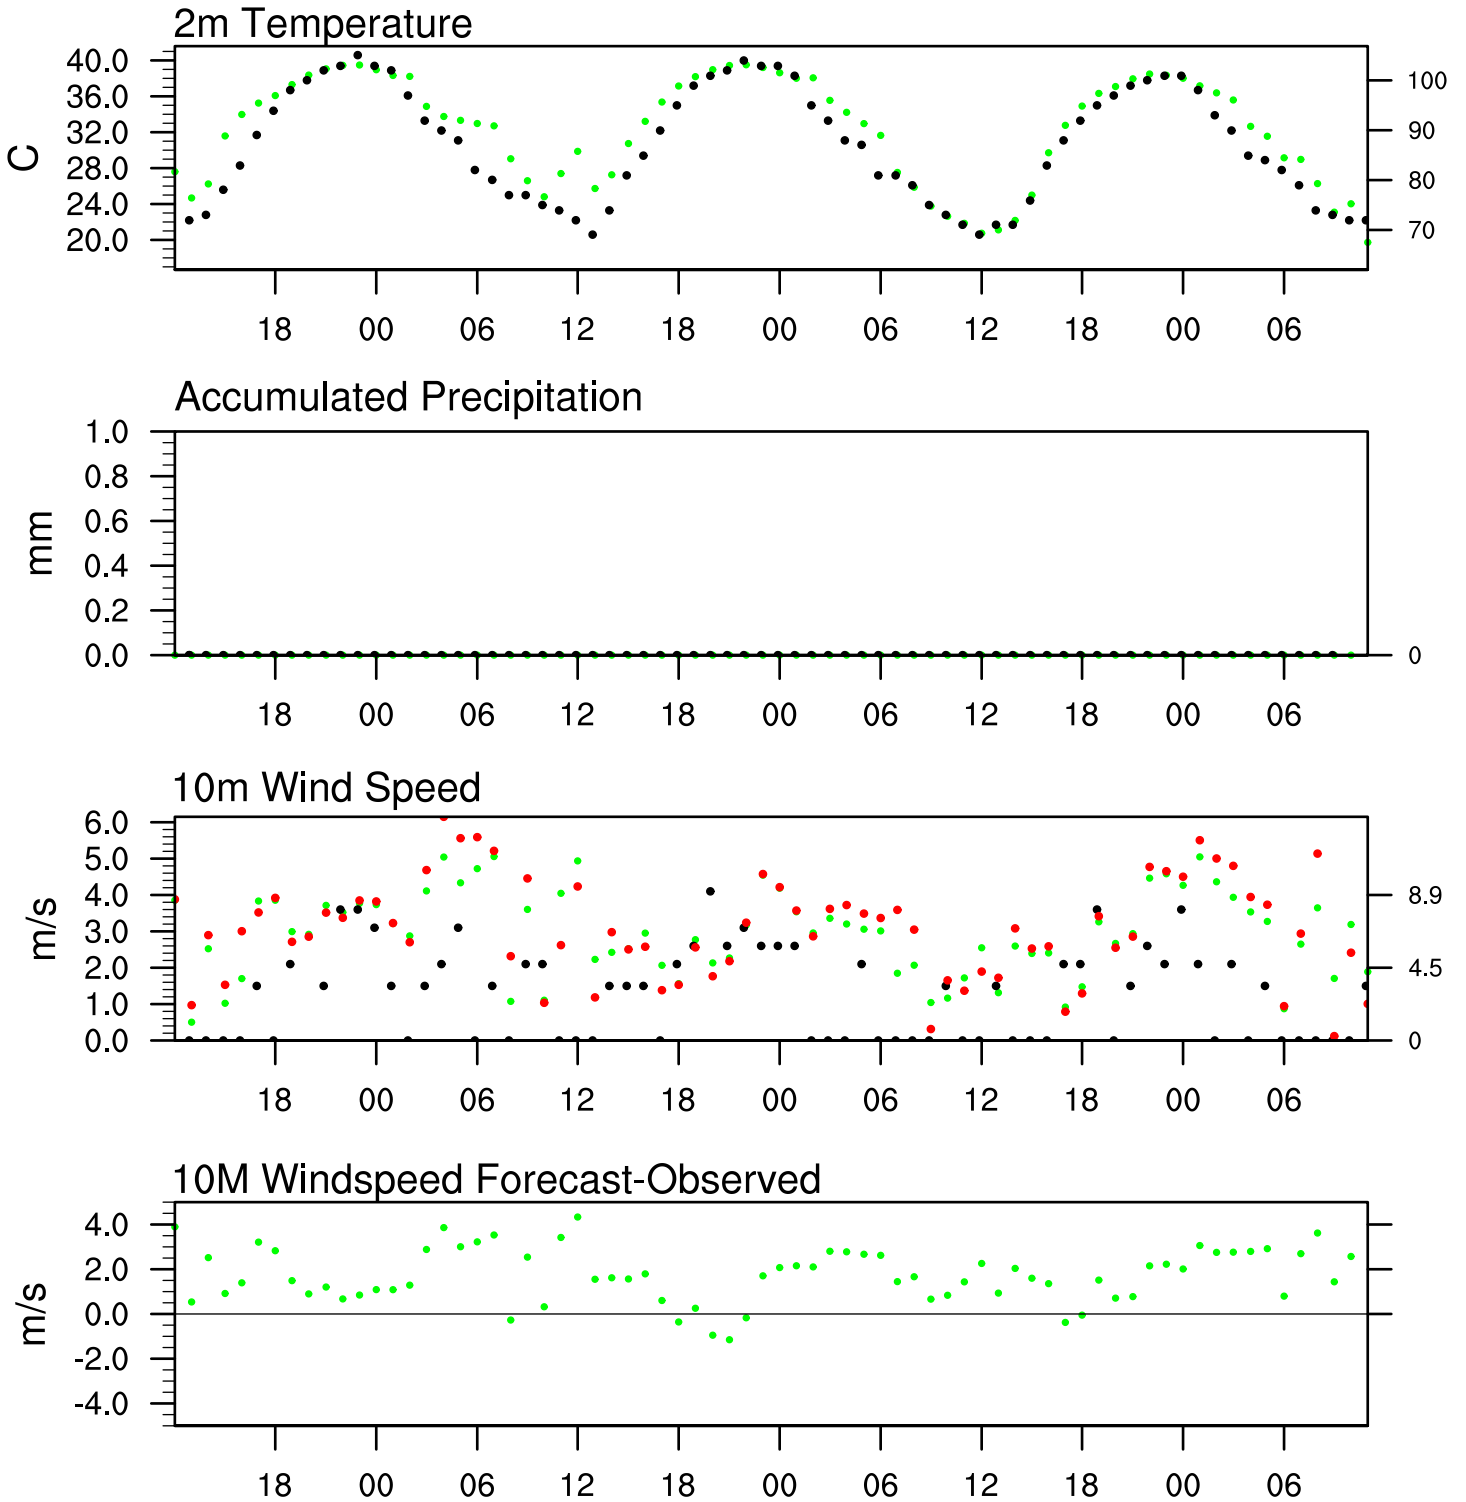 2m Temperature
C
40.0
36.0
32.0
28.0
24.0
20.0
100
90
80
70
18 00 06 12 18 00 06 12 18 00 06
Accumulated Precipitation
mm
1.0
0.8
0.6
0.4
0.2
0.0
0
18 00 06 12 18 00 06 12 18 00 06
10m Wind Speed
m/s
6.0
5.0
4.0
3.0
2.0
1.0
0.0
8.9
4.5
0
18 00 06 12 18 00 06 12 18 00 06
10M Windspeed Forecast-Observed
m/s
4.0
2.0
0.0
-2.0
-4.0
18 00 06 12 18 00 06 12 18 00 06